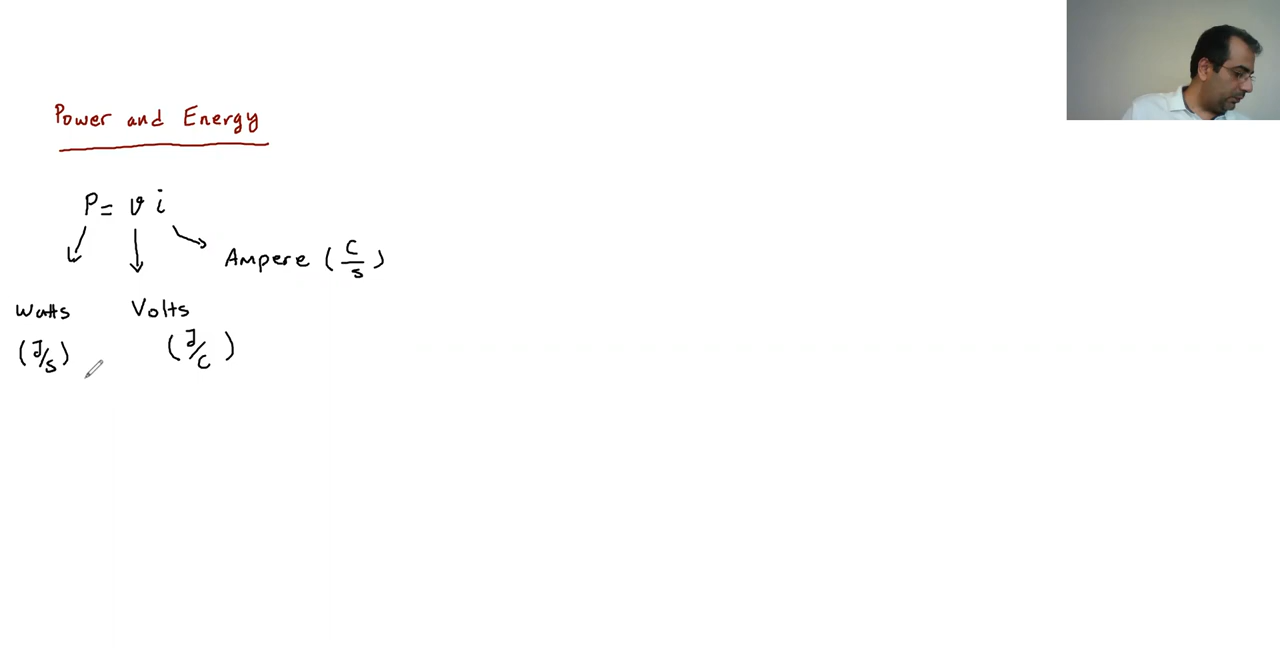 Power and Energy
P = v i
Ampere (C/s)
Watts Volts
(J/s) (J/C)